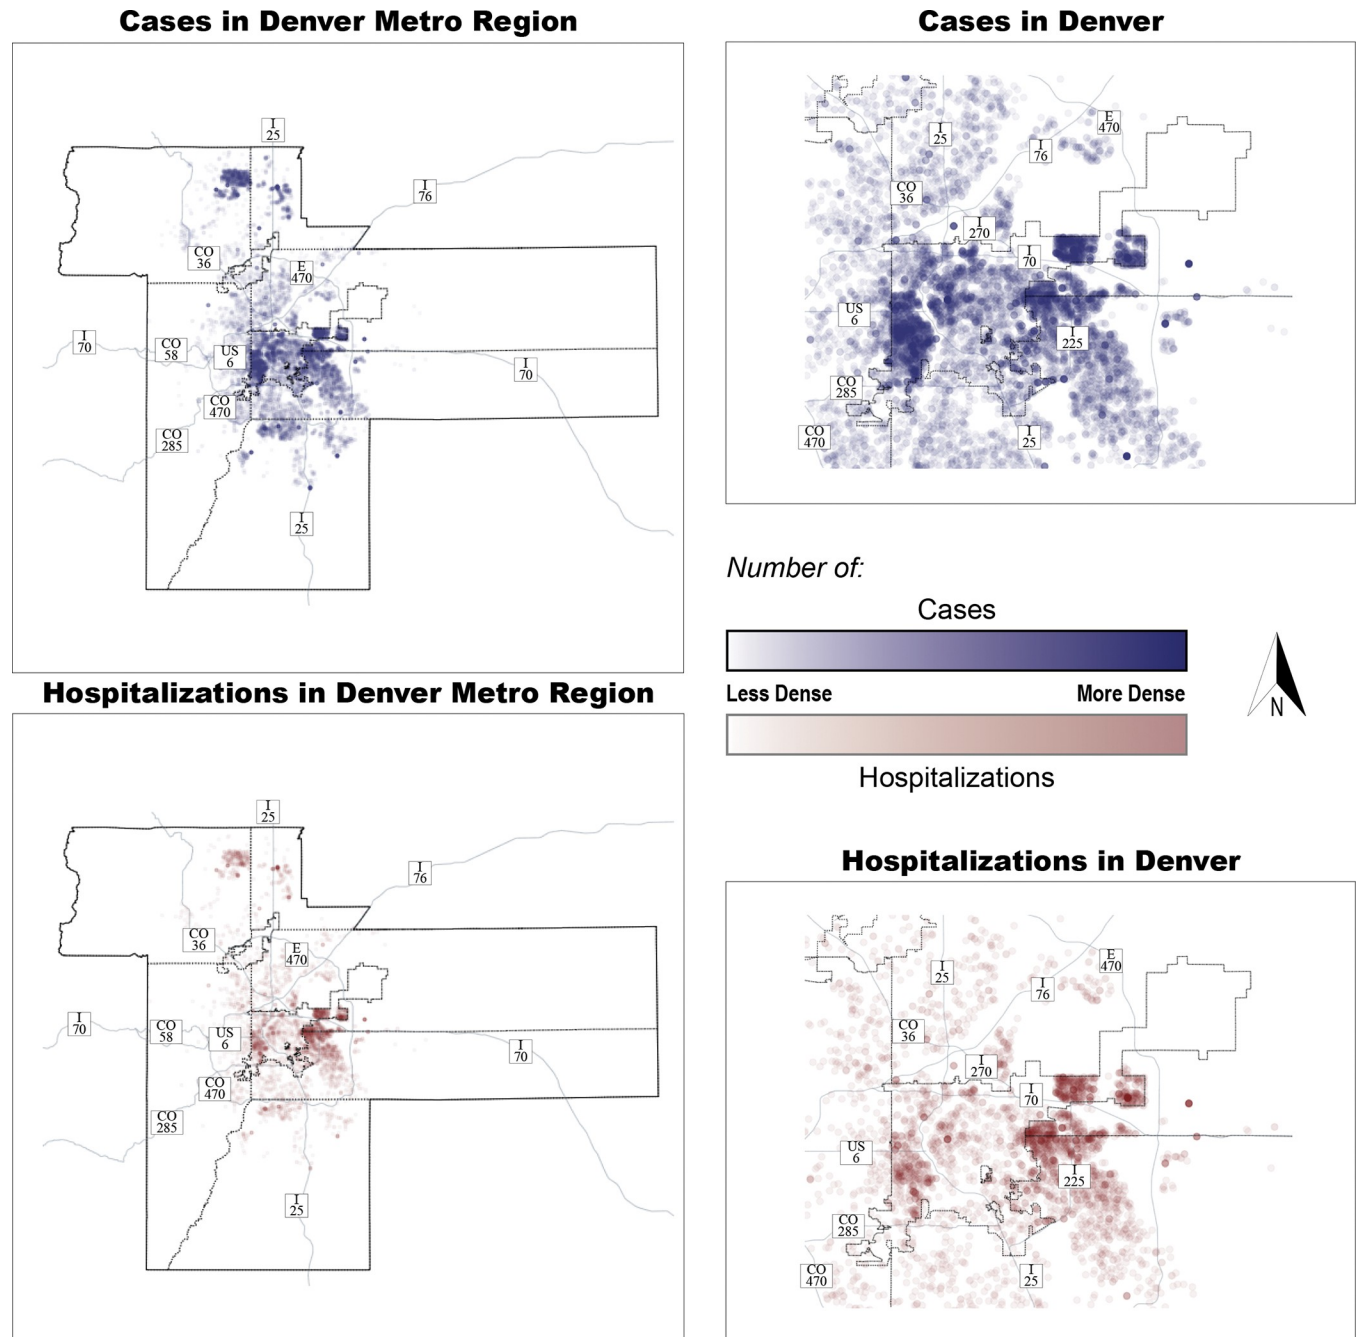 Cases in Denver Metro Region
I
25
I
76
CO
36
E
470
I
70
CO
58
US
6
I
70
CO
470
CO
285
I
25
Cases in Denver
E
470
I
25
I
76
CO
36
I
270
I
70
US
6
I
225
CO
285
CO
470
I
25
Number of:
Cases
Less Dense More Dense
Hospitalizations
N
Hospitalizations in Denver Metro Region
I
25
I
76
CO
36
E
470
I
70
CO
58
US
6
I
70
CO
470
CO
285
I
25
Hospitalizations in Denver
E
470
I
25
I
76
CO
36
I
270
I
70
US
6
I
225
CO
285
CO
470
I
25